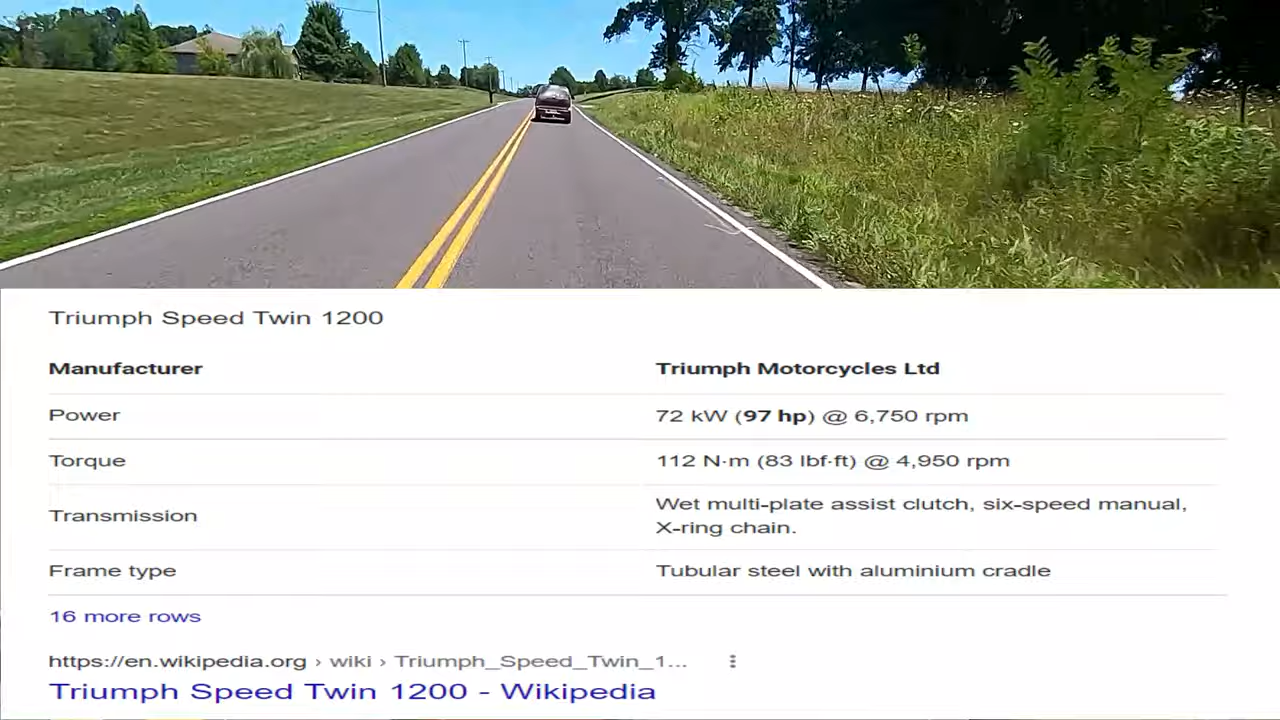 Triumph Speed Twin 1200
Manufacturer Triumph Motorcycles Ltd
Power 72 kW (97 hp) @ 6,750 rpm
Torque 112 N·m (83 lbf·ft) @ 4,950 rpm
Transmission Wet multi-plate assist clutch, six-speed manual,
X-ring chain.
Frame type Tubular steel with aluminium cradle
16 more rows
https://en.wikipedia.org › wiki › Triumph_Speed_Twin_1...
Triumph Speed Twin 1200 - Wikipedia